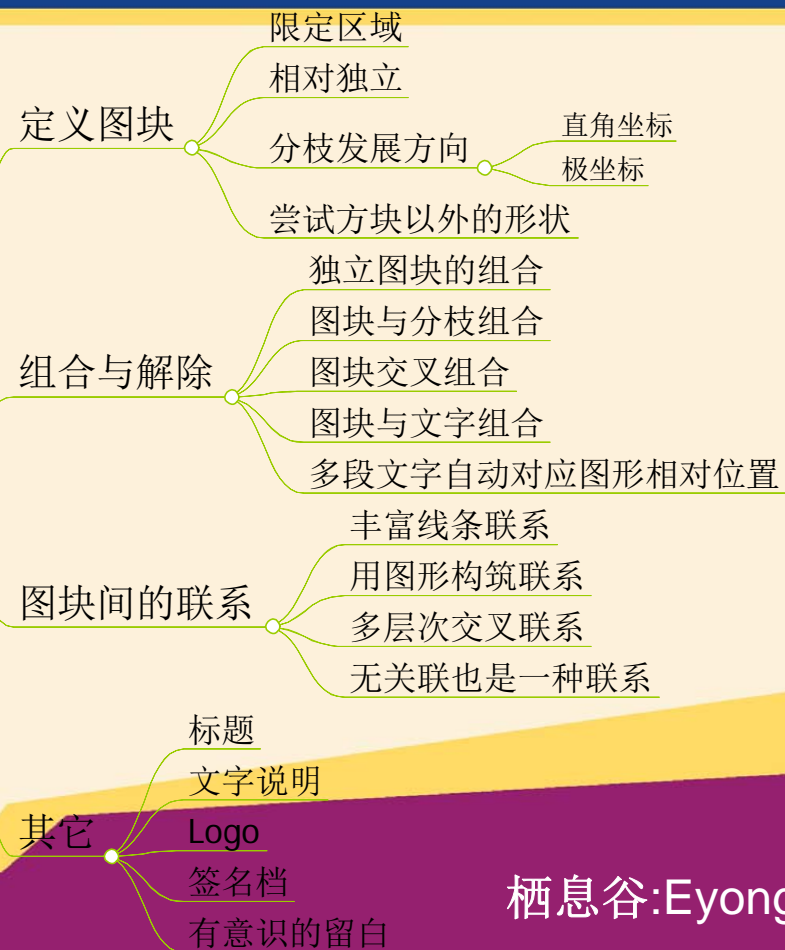 定义图块
限定区域
相对独立
分枝发展方向
直角坐标
极坐标
尝试方块以外的形状
组合与解除
独立图块的组合
图块与分枝组合
图块交叉组合
图块与文字组合
多段文字自动对应图形相对位置
图块间的联系
丰富线条联系
用图形构筑联系
多层次交叉联系
无关联也是一种联系
其它
标题
文字说明
Logo
签名档
有意识的留白
栖息谷:Eyong